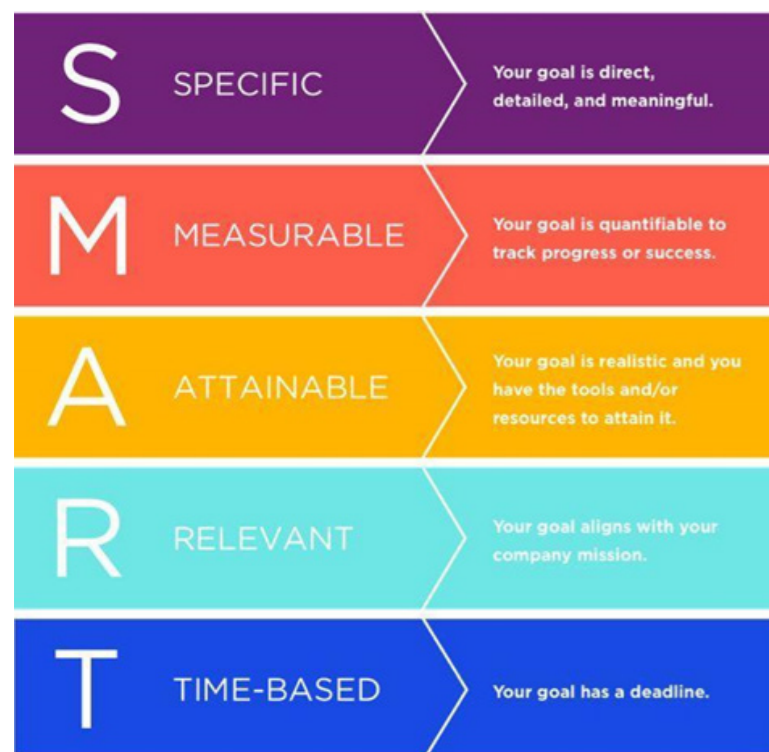 S SPECIFIC
Your goal is direct,
detailed, and meaningful.
M MEASURABLE
Your goal is quantifiable to
track progress or success.
A ATTAINABLE
Your goal is realistic and you
have the tools and/or
resources to attain it.
R RELEVANT
Your goal aligns with your
company mission.
T TIME-BASED
Your goal has a deadline.